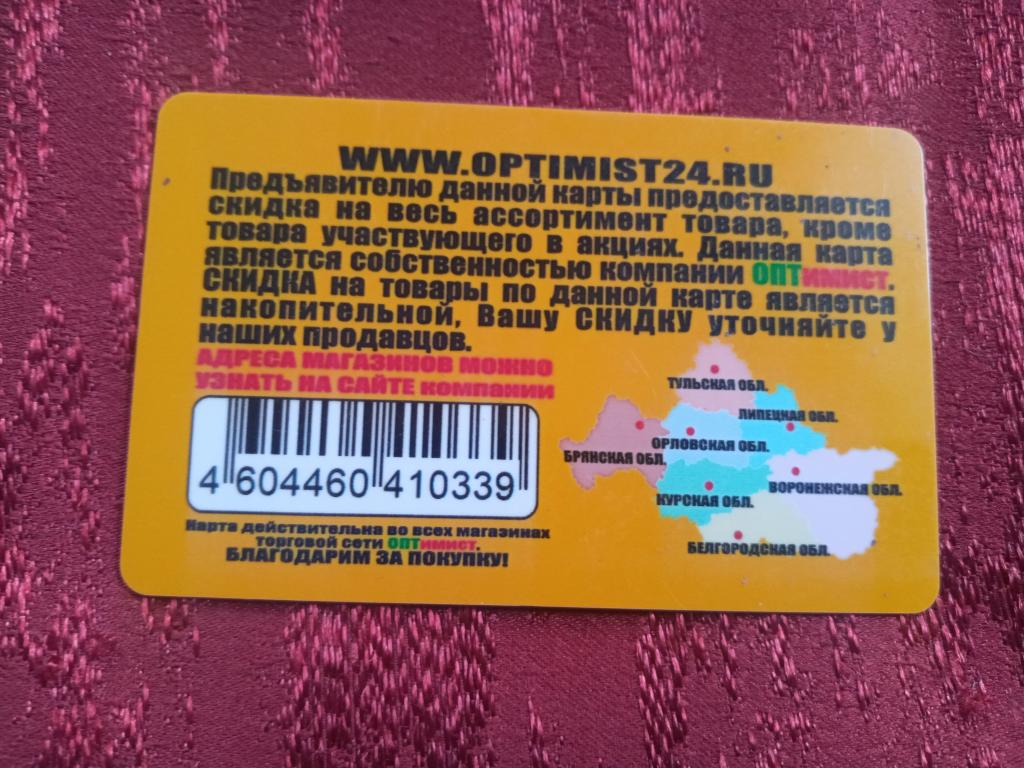 WWW.OPTIMIST24.RU
Предъявителю данной карты предоставляется
скидка на весь ассортимент товара, кроме
товара участвующего в акциях. Данная карта
является собственностью компании ОПТимист.
СКИДКА на товары по данной карте является
накопительной, Вашу СКИДКУ уточняйте у
наших продавцов.
АДРЕСА МАГАЗИНОВ МОЖНО
УЗНАТЬ НА САЙТЕ компании
4 604460 410339
Карта действительна во всех магазинах
торговой сети ОПТимист.
БЛАГОДАРИМ ЗА ПОКУПКУ!
ТУЛЬСКАЯ ОБЛ.
ЛИПЕЦКАЯ ОБЛ.
ОРЛОВСКАЯ ОБЛ.
БРЯНСКАЯ ОБЛ.
ВОРОНЕЖСКАЯ ОБЛ.
КУРСКАЯ ОБЛ.
БЕЛГОРОДСКАЯ ОБЛ.